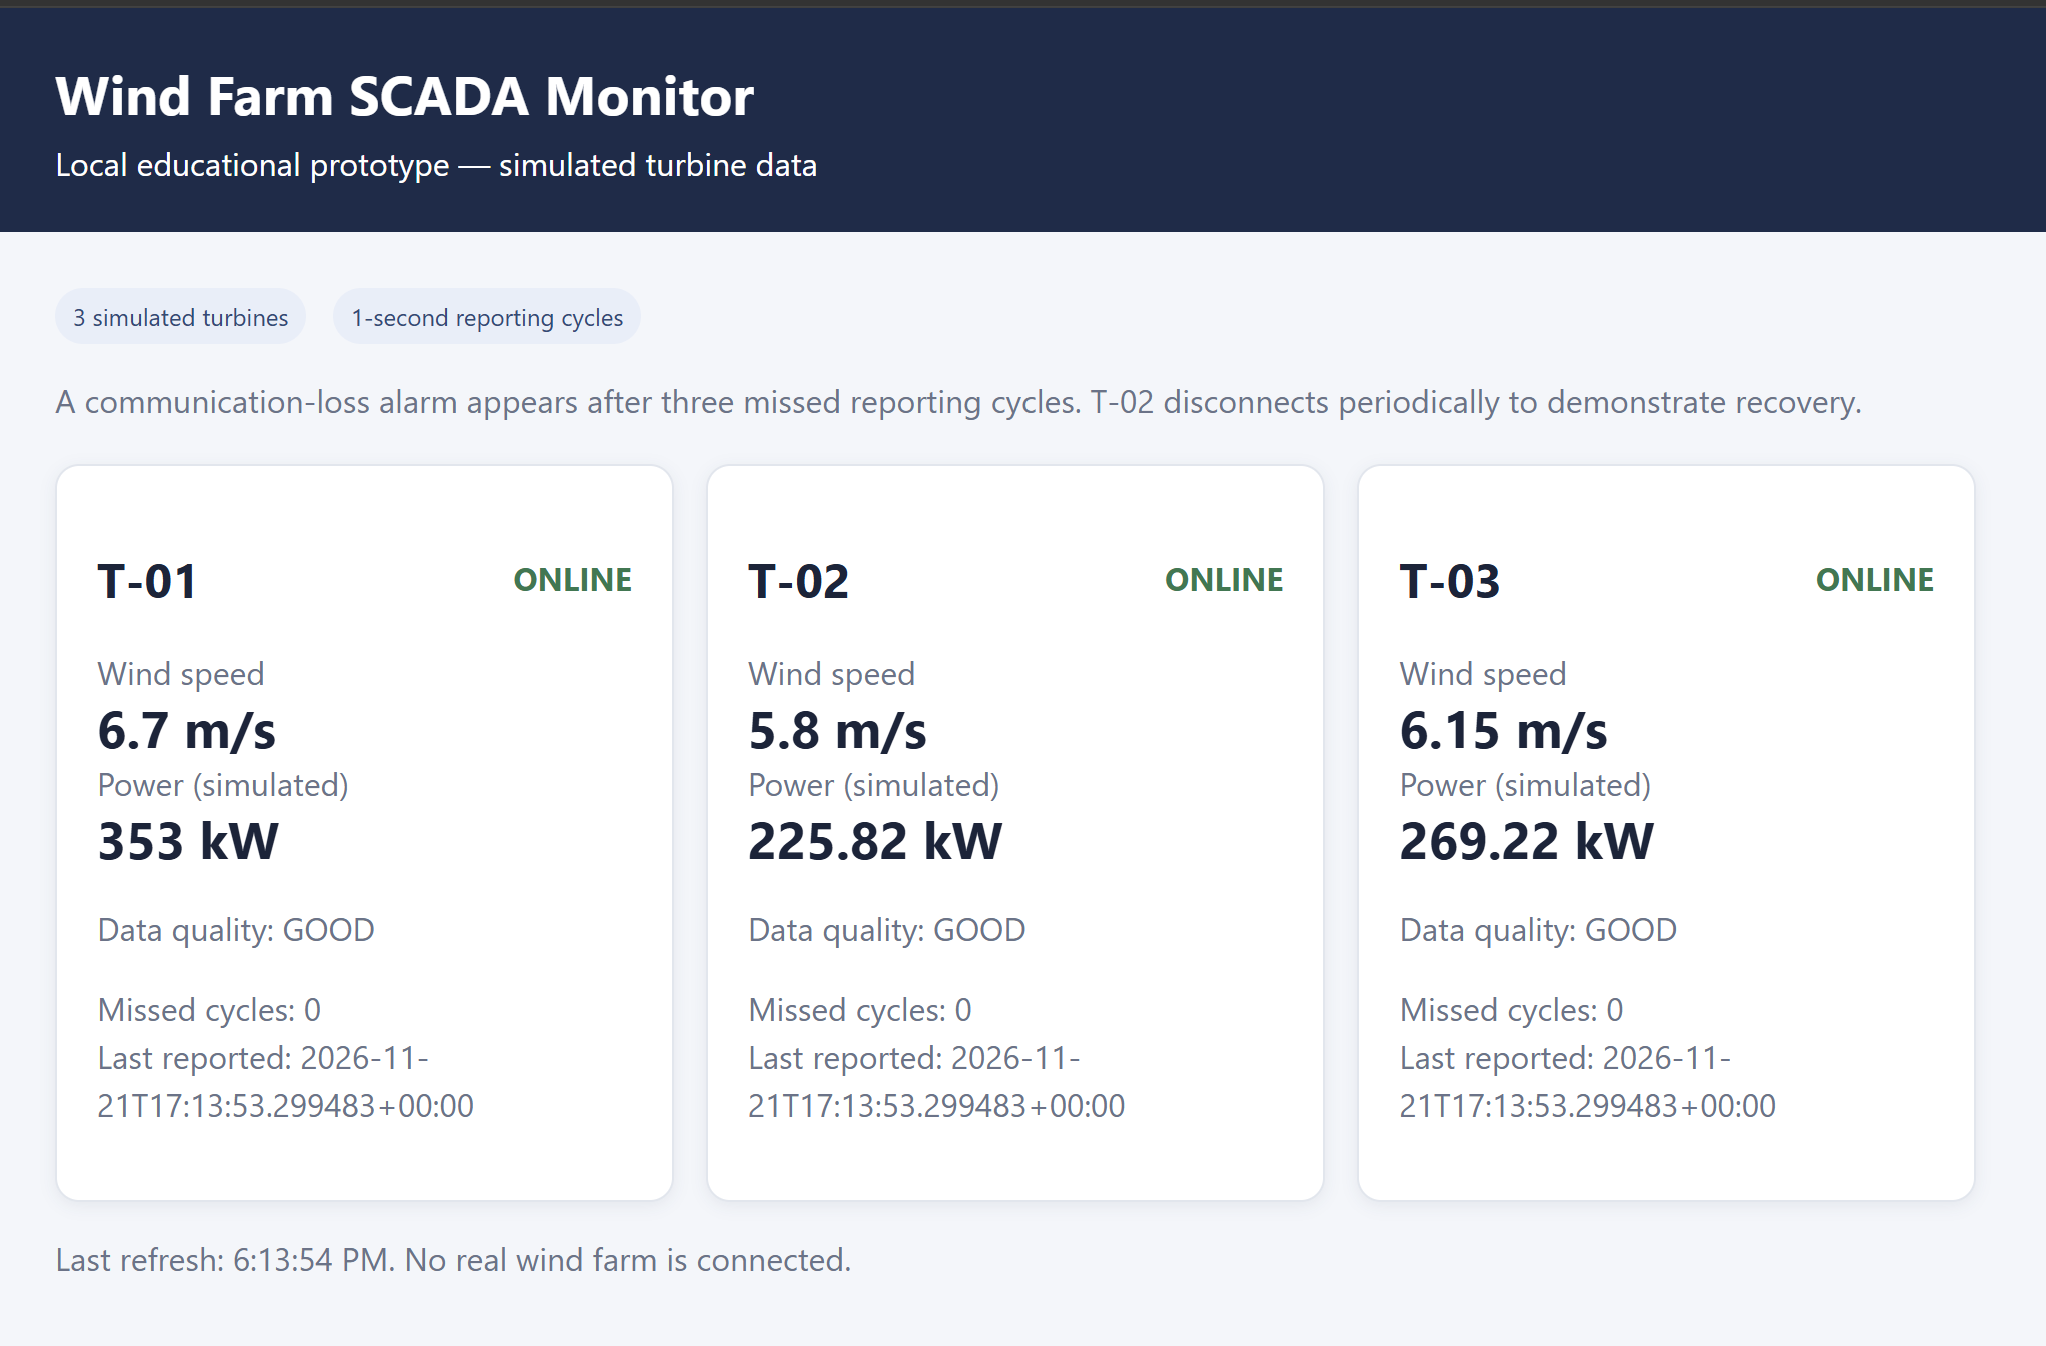 Wind Farm SCADA Monitor
Local educational prototype — simulated turbine data
3 simulated turbines
1-second reporting cycles
A communication-loss alarm appears after three missed reporting cycles. T-02 disconnects periodically to demonstrate recovery.
T-01
ONLINE
Wind speed
6.7 m/s
Power (simulated)
353 kW
Data quality: GOOD
Missed cycles: 0
Last reported: 2026-11-
21T17:13:53.299483+00:00
T-02
ONLINE
Wind speed
5.8 m/s
Power (simulated)
225.82 kW
Data quality: GOOD
Missed cycles: 0
Last reported: 2026-11-
21T17:13:53.299483+00:00
T-03
ONLINE
Wind speed
6.15 m/s
Power (simulated)
269.22 kW
Data quality: GOOD
Missed cycles: 0
Last reported: 2026-11-
21T17:13:53.299483+00:00
Last refresh: 6:13:54 PM. No real wind farm is connected.